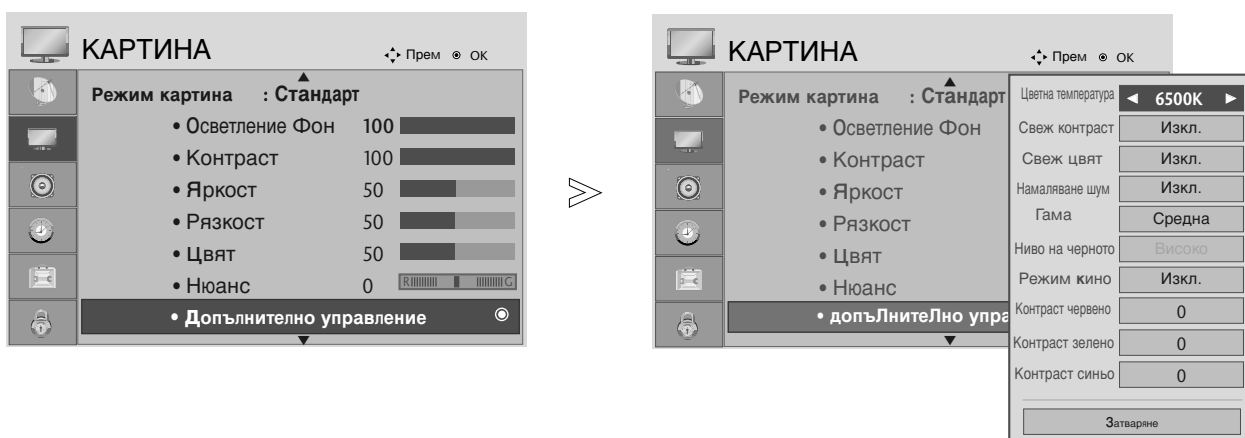 КАРТИНА
Прем ОК
Режим картина : Стандарт
• Осветление Фон 100
• Контраст 100
• Яркост 50
• Рязкост 50
• Цвят 50
• Нюанс 0 R G
• Допълнително управление
КАРТИНА
Прем ОК
Режим картина : Стандарт
• Осветление Фон
• Контраст
• Яркост
• Рязкост
• Цвят
• Нюанс
• допъЛнитеЛно упра
Цветна температура ◄ 6500K ►
Свеж контраст Изкл.
Свеж цвят Изкл.
Намаляване шум Изкл.
Гама Средна
Ниво на черното Високо
Режим кино Изкл.
Контраст червено 0
Контраст зелено 0
Контраст синьо 0
Затваряне